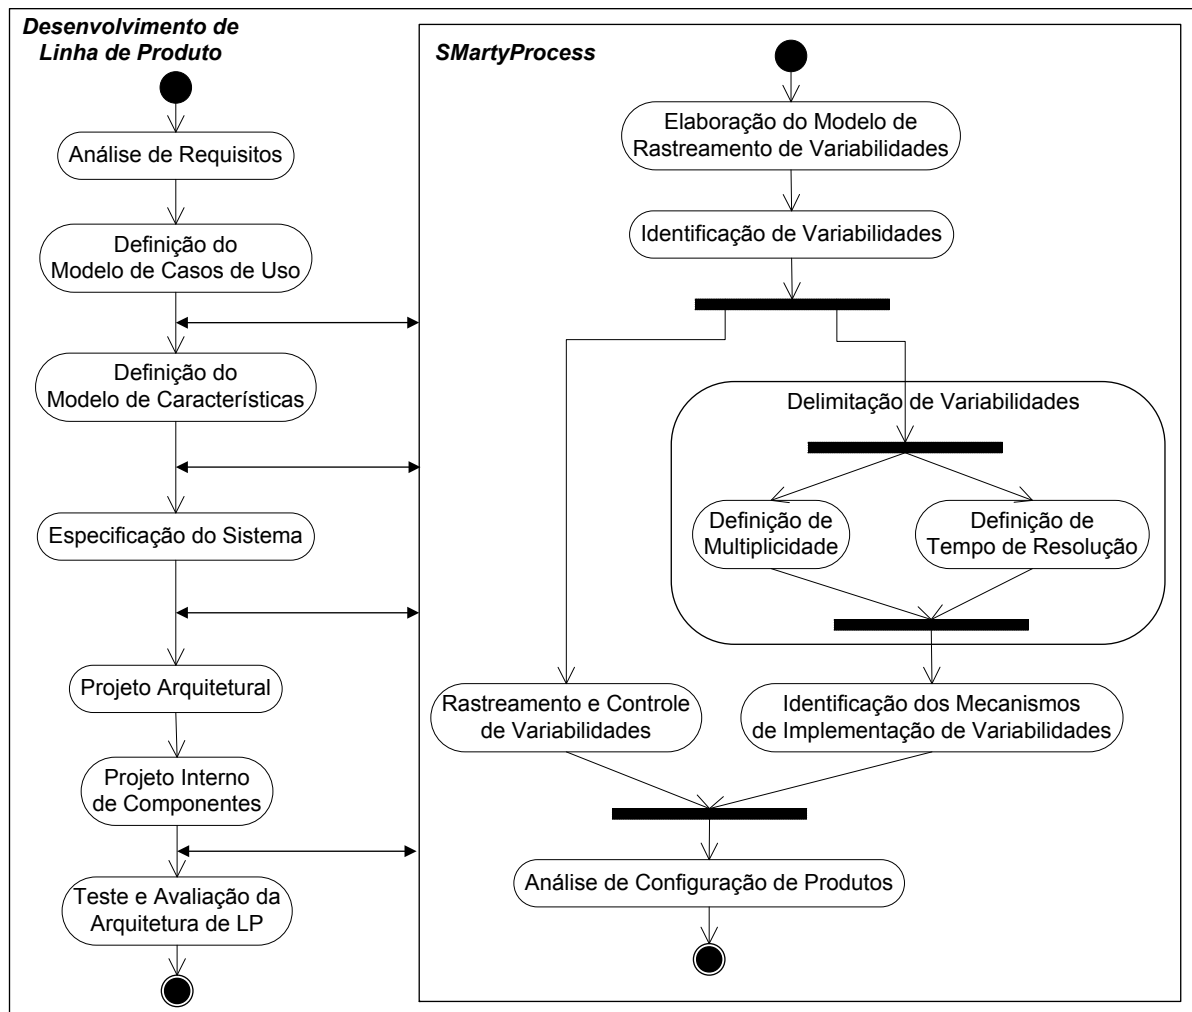 Desenvolvimento de
Linha de Produto
Análise de Requisitos
Definição do
Modelo de Casos de Uso
Definição do
Modelo de Características
Especificação do Sistema
Projeto Arquitetural
Projeto Interno
de Componentes
Teste e Avaliação da
Arquitetura de LP
SMartyProcess
Elaboração do Modelo de
Rastreamento de Variabilidades
Identificação de Variabilidades
Delimitação de Variabilidades
Definição de
Multiplicidade
Definição de
Tempo de Resolução
Rastreamento e Controle
de Variabilidades
Identificação dos Mecanismos
de Implementação de Variabilidades
Análise de Configuração de Produtos